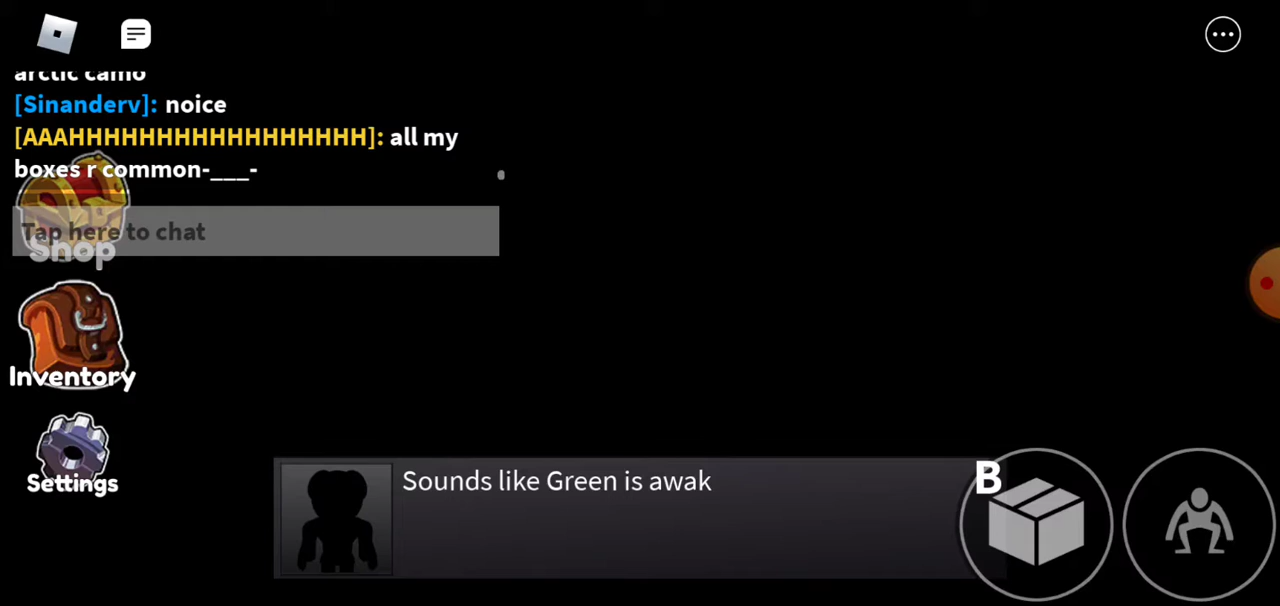 arctic camo
[Sinanderv]: noice
[AAAHHHHHHHHHHHHHHHHH]: all my
boxes r common-___-
Tap here to chat
Shop
Inventory
Settings
Sounds like Green is awak
B